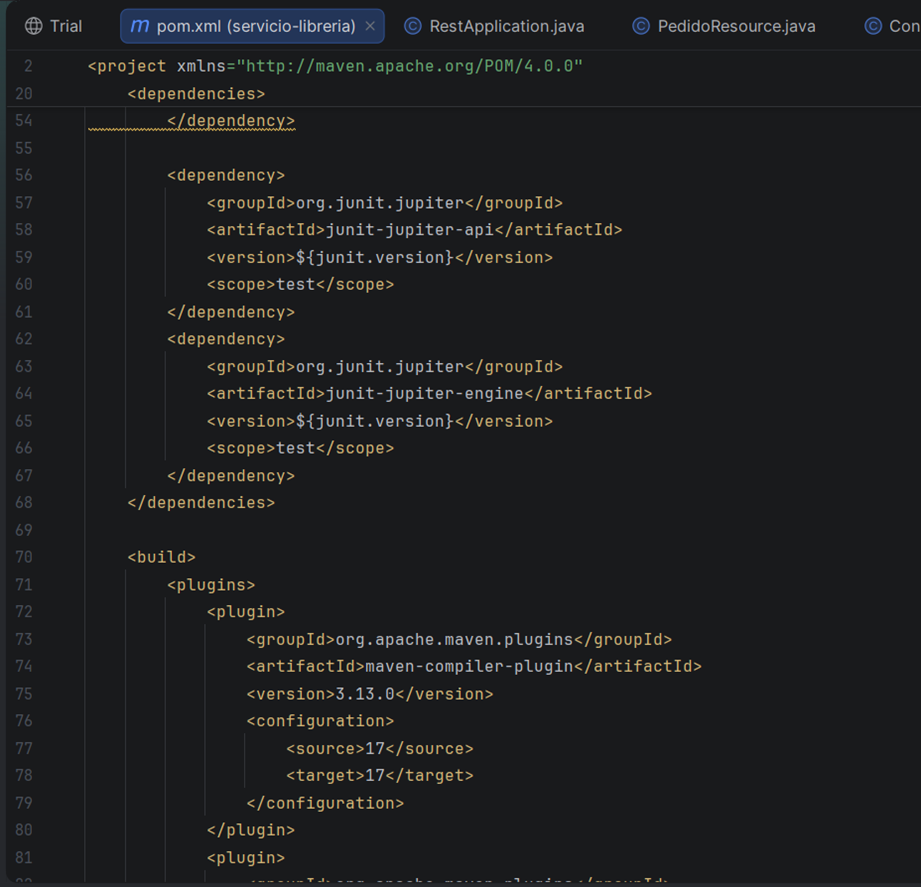 Trial m pom.xml (servicio-libreria) × © RestApplication.java © PedidoResource.java © Con
2 <project xmlns="http://maven.apache.org/POM/4.0.0"
20 <dependencies>
54 </dependency>
55
56 <dependency>
57 <groupId>org.junit.jupiter</groupId>
58 <artifactId>junit-jupiter-api</artifactId>
59 <version>${junit.version}</version>
60 <scope>test</scope>
61 </dependency>
62 <dependency>
63 <groupId>org.junit.jupiter</groupId>
64 <artifactId>junit-jupiter-engine</artifactId>
65 <version>${junit.version}</version>
66 <scope>test</scope>
67 </dependency>
68 </dependencies>
69
70 <build>
71 <plugins>
72 <plugin>
73 <groupId>org.apache.maven.plugins</groupId>
74 <artifactId>maven-compiler-plugin</artifactId>
75 <version>3.13.0</version>
76 <configuration>
77 <source>17</source>
78 <target>17</target>
79 </configuration>
80 </plugin>
81 <plugin>